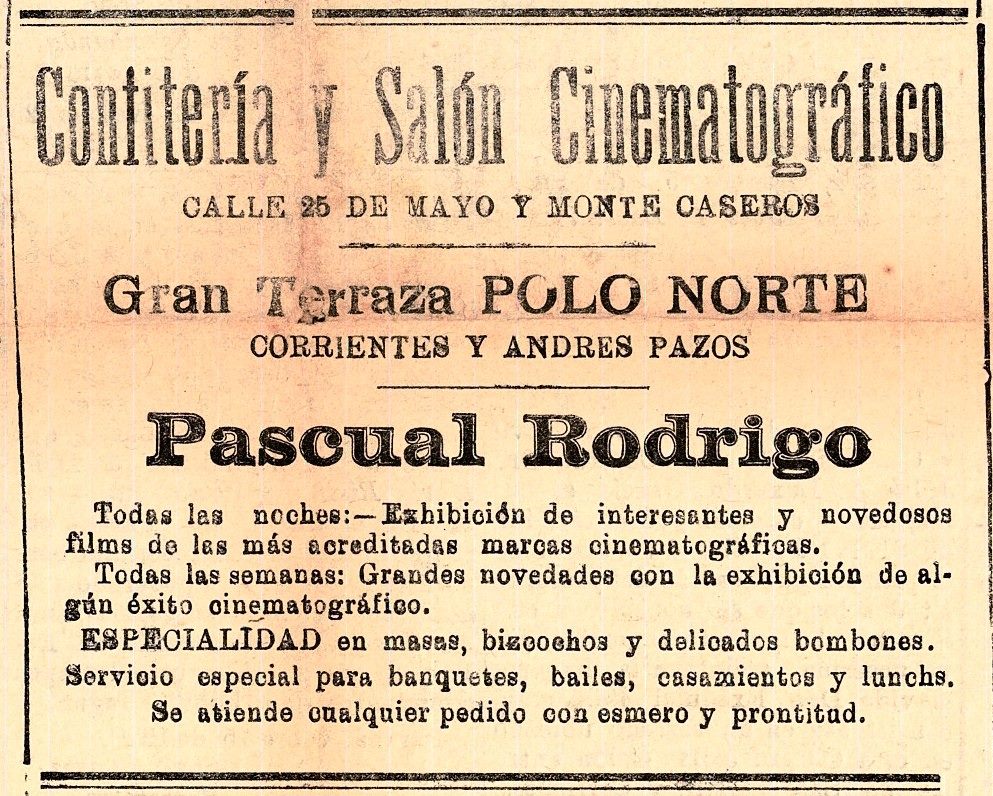 Confitería y Salón Cinematográfico
CALLE 25 DE MAYO Y MONTE CASEROS
Gran Terraza POLO NORTE
CORRIENTES Y ANDRES PAZOS
Pascual Rodrigo
Todas las noches:—Exhibición de interesantes y novedosos
films de las más acreditadas marcas cinematográficas.
Todas las semanas: Grandes novedades con la exhibición de al-
gún éxito cinematográfico.
ESPECIALIDAD en masas, bizcochos y delicados bombones.
Servicio especial para banquetes, bailes, casamientos y lunchs.
Se atiende cualquier pedido con esmero y prontitud.